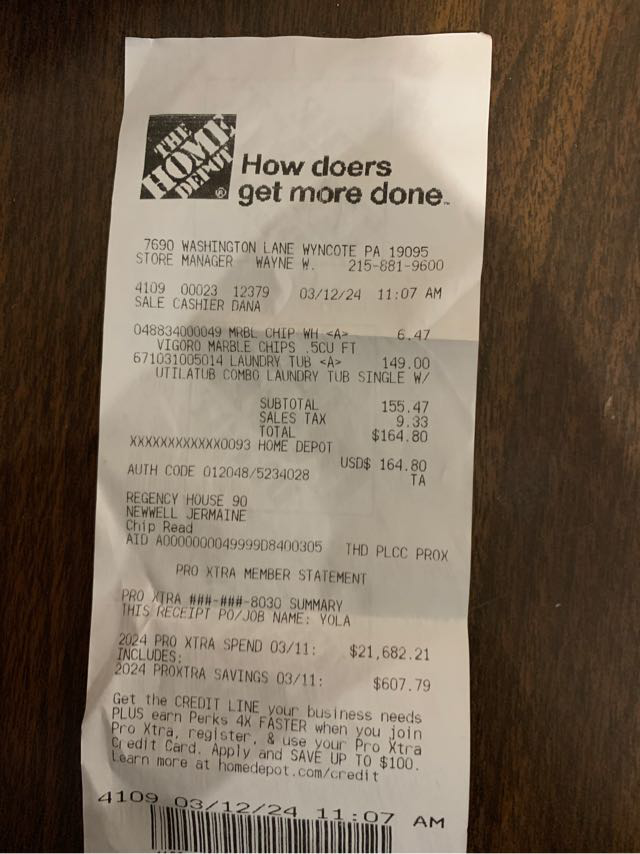 THE
HOME
DEPOT
®
How doers
get more done™
7690 WASHINGTON LANE WYNCOTE PA 19095
STORE MANAGER WAYNE W. 215-881-9600
4109 00023 12379 03/12/24 11:07 AM
SALE CASHIER DANA
048834000049 MRBL CHIP WH <A> 6.47
VIGORO MARBLE CHIPS .5CU FT
671031005014 LAUNDRY TUB <A> 149.00
UTILATUB COMBO LAUNDRY TUB SINGLE W/
SUBTOTAL 155.47
SALES TAX 9.33
TOTAL $164.80
XXXXXXXXXXXX0093 HOME DEPOT
USD$ 164.80
AUTH CODE 012048/5234028 TA
REGENCY HOUSE 90
NEWWELL JERMAINE
Chip Read
AID A0000000049999D8400305 THD PLCC PROX
PRO XTRA MEMBER STATEMENT
PRO XTRA ###-###-8030 SUMMARY
THIS RECEIPT PO/JOB NAME: YOLA
2024 PRO XTRA SPEND 03/11: $21,682.21
INCLUDES:
2024 PROXTRA SAVINGS 03/11: $607.79
Get the CREDIT LINE your business needs
PLUS earn Perks 4X FASTER when you join
Pro Xtra, register, & use your Pro Xtra
Credit Card. Apply and SAVE UP TO $100.
Learn more at homedepot.com/credit
4109 03/12/24 11:07 AM